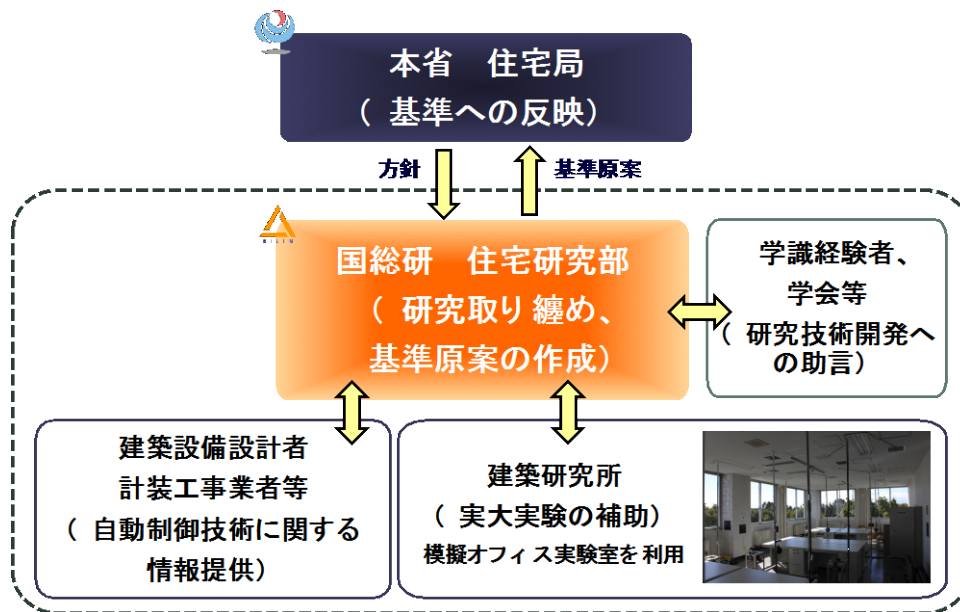 本省　住宅局
（ 基準への反映）
方針
基準原案
国総研　住宅研究部
（ 研究取り纏め、
基準原案の作成）
学識経験者、
学会等
（ 研究技術開発へ
の助言）
建築設備設計者
計装工事業者等
（ 自動制御技術に関する
情報提供）
建築研究所
（ 実大実験の補助）
模擬オフィス実験室を利用